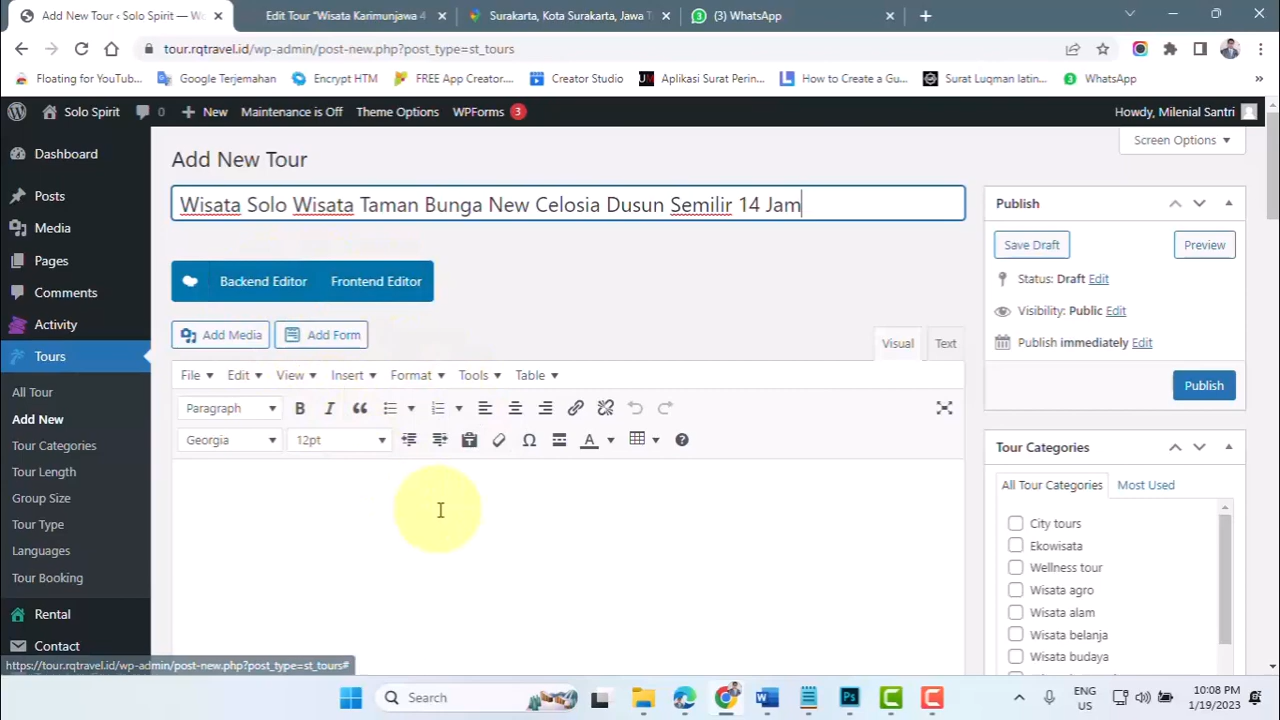 Add New Tour ‹ Solo Spirit — Wo
Edit Tour "Wisata Karimunjawa 4
Surakarta, Kota Surakarta, Jawa T
(3) WhatsApp
tour.rqtravel.id/wp-admin/post-new.php?post_type=st_tours
Floating for YouTub...
Google Terjemahan
Encrypt HTM
FREE App Creator....
Creator Studio
Aplikasi Surat Perin...
How to Create a Gu...
Surat Luqman latin...
WhatsApp
»
Solo Spirit
0
New
Maintenance is Off
Theme Options
WPForms 3
Howdy, Milenial Santri
Screen Options
Dashboard
Posts
Media
Pages
Comments
Activity
Tours
All Tour
Add New
Tour Categories
Tour Length
Group Size
Tour Type
Languages
Tour Booking
Rental
Contact
Add New Tour
Wisata Solo Wisata Taman Bunga New Celosia Dusun Semilir 14 Jam
Backend Editor
Frontend Editor
Add Media
Add Form
Visual
Text
File
Edit
View
Insert
Format
Tools
Table
Paragraph
Georgia
12pt
Publish
Save Draft
Preview
Status: Draft Edit
Visibility: Public Edit
Publish immediately Edit
Publish
Tour Categories
All Tour Categories
Most Used
City tours
Ekowisata
Wellness tour
Wisata agro
Wisata alam
Wisata belanja
Wisata budaya
https://tour.rqtravel.id/wp-admin/post-new.php?post_type=st_tours#
Search
ENG
US
10:08 PM
1/19/2023